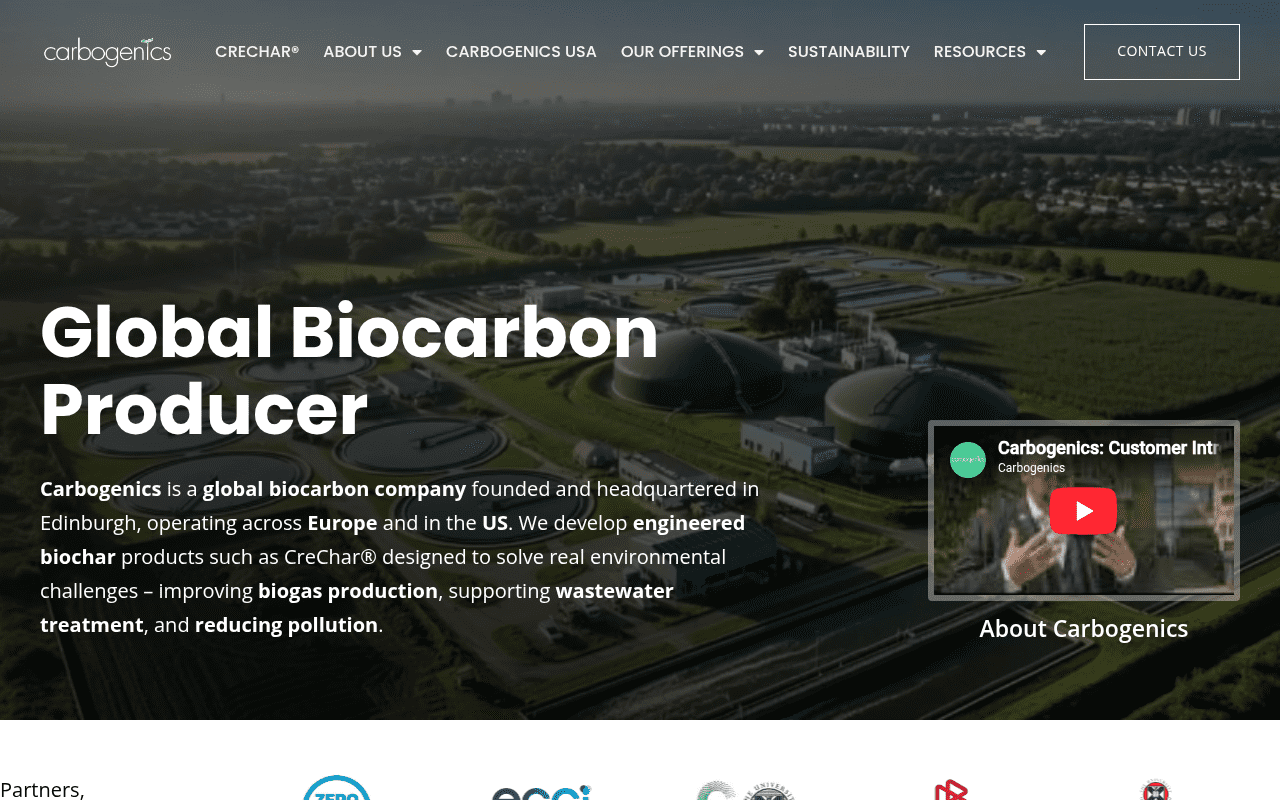 carbogenics
CRECHAR®
ABOUT US
CARBOGENICS USA
OUR OFFERINGS
SUSTAINABILITY
RESOURCES
CONTACT US
Global Biocarbon
Producer
Carbogenics is a global biocarbon company founded and headquartered in
Edinburgh, operating across Europe and in the US. We develop engineered
biochar products such as CreChar® designed to solve real environmental
challenges – improving biogas production, supporting wastewater
treatment, and reducing pollution.
Carbogenics: Customer Intr
Carbogenics
About Carbogenics
Partners,
ZERO
ecci